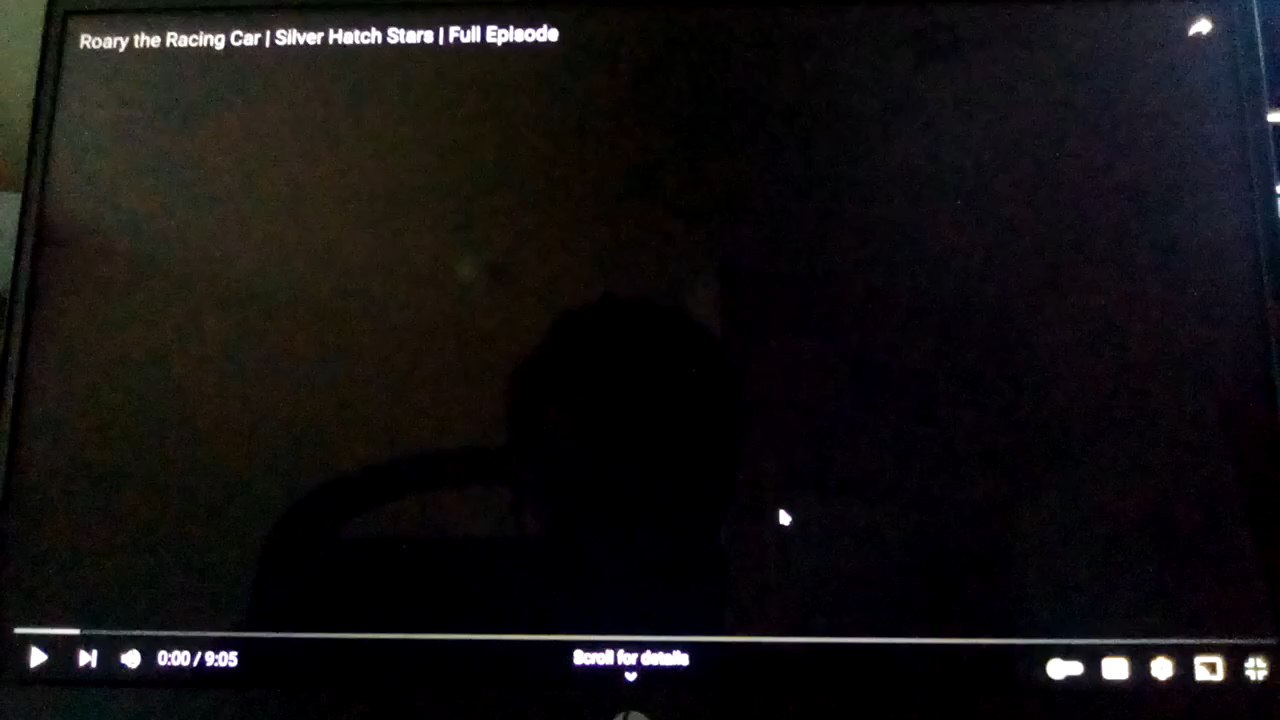 Roary the Racing Car | Silver Hatch Stars | Full Episode
0:00 / 9:05
Scroll for details